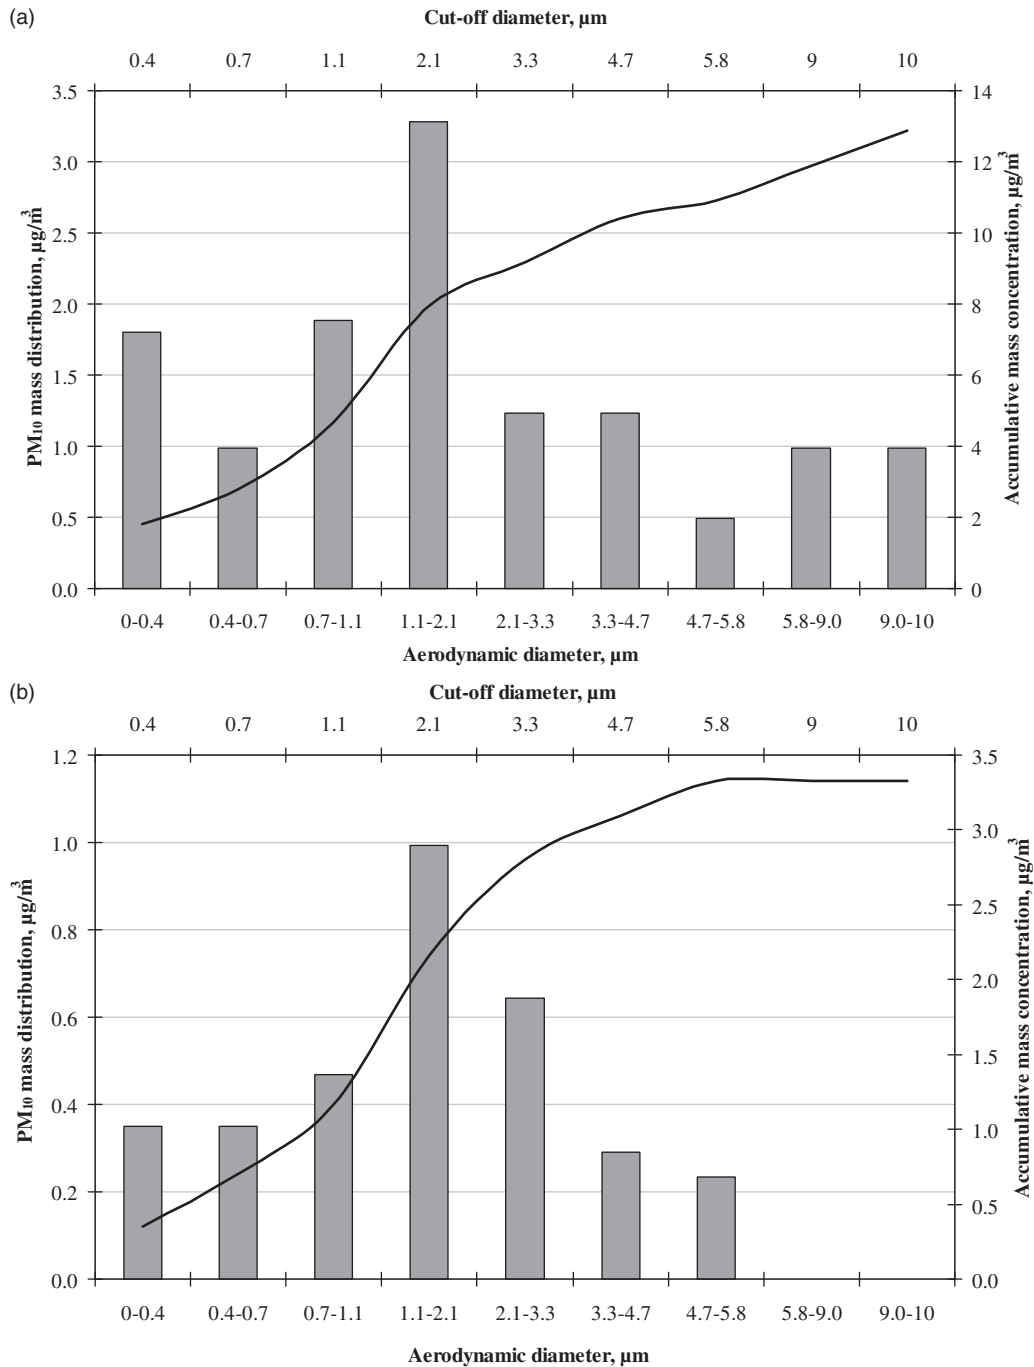 (a)
Cut-off diameter, µm
0.4 0.7 1.1 2.1 3.3 4.7 5.8 9 10
3.5 14
3.0 12
2.5 10
2.0 8
1.5 6
1.0 4
0.5 2
0.0 0
PM10 mass distribution, µg/m3
Accumulative mass concentration, µg/m3
0-0.4 0.4-0.7 0.7-1.1 1.1-2.1 2.1-3.3 3.3-4.7 4.7-5.8 5.8-9.0 9.0-10
Aerodynamic diameter, µm
(b)
Cut-off diameter, µm
0.4 0.7 1.1 2.1 3.3 4.7 5.8 9 10
1.2 3.5
1.0 3.0
0.8 2.5
0.6 2.0
0.4 1.5
0.2 1.0
0.0 0.5
0.0
PM10 mass distribution, µg/m3
Accumulative mass concentration, µg/m3
0-0.4 0.4-0.7 0.7-1.1 1.1-2.1 2.1-3.3 3.3-4.7 4.7-5.8 5.8-9.0 9.0-10
Aerodynamic diameter, µm